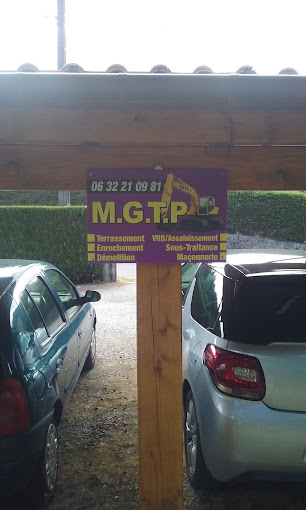 06 32 21 09 81
M.G.T.P
Terrassement VRD/Assainissement
Enrochement Sous-Traitance
Démolition Maçonnerie